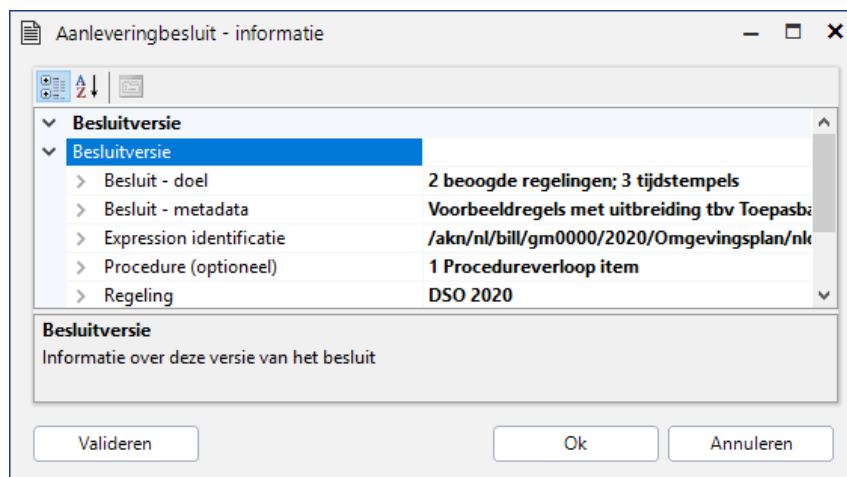 Aanleveringbesluit - informatie
Besluitversie
Besluitversie
Besluit - doel 2 beoogde regelingen; 3 tijdstempels
Besluit - metadata Voorbeeldregels met uitbreiding tbv Toepasba
Expression identificatie /akn/nl/bill/gm0000/2020/Omgevingsplan/nl
Procedure (optioneel) 1 Procedureverloop item
Regeling DSO 2020
Besluitversie
Informatie over deze versie van het besluit
Valideren Ok Annuleren